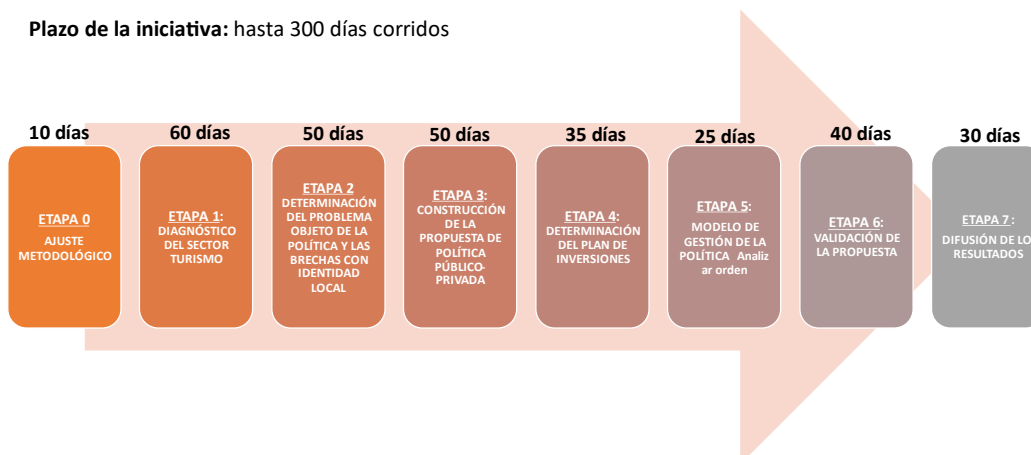 Plazo de la iniciativa: hasta 300 días corridos
10 días
60 días
50 días
50 días
35 días
25 días
40 días
30 días
ETAPA 0
AJUSTE
METODOLÓGICO
ETAPA 1:
DIAGNÓSTICO
DEL SECTOR
TURISMO
ETAPA 2
DETERMINACIÓN
DEL PROBLEMA
OBJETO DE LA
POLÍTICA Y LAS
BRECHAS CON
IDENTIDAD
LOCAL
ETAPA 3:
CONSTRUCCIÓN
DE LA
PROPUESTA DE
POLÍTICA
PÚBLICO-
PRIVADA
ETAPA 4:
DETERMINACIÓN
DEL PLAN DE
INVERSIONES
ETAPA 5:
MODELO DE
GESTIÓN DE LA
POLÍTICA Analiz
ar orden
ETAPA 6:
VALIDACIÓN DE
LA PROPUESTA
ETAPA 7:
DIFUSIÓN DE LO
RESULTADOS